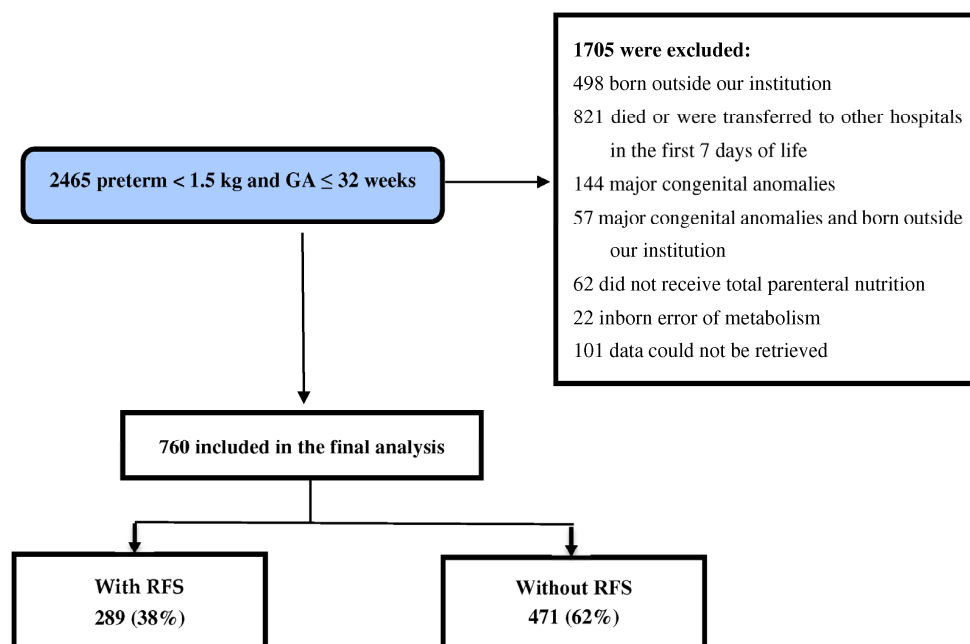 1705 were excluded:
498 born outside our institution
821 died or were transferred to other hospitals
in the first 7 days of life
144 major congenital anomalies
57 major congenital anomalies and born outside
our institution
62 did not receive total parenteral nutrition
22 inborn error of metabolism
101 data could not be retrieved
2465 preterm < 1.5 kg and GA ≤ 32 weeks
760 included in the final analysis
With RFS
289 (38%)
Without RFS
471 (62%)